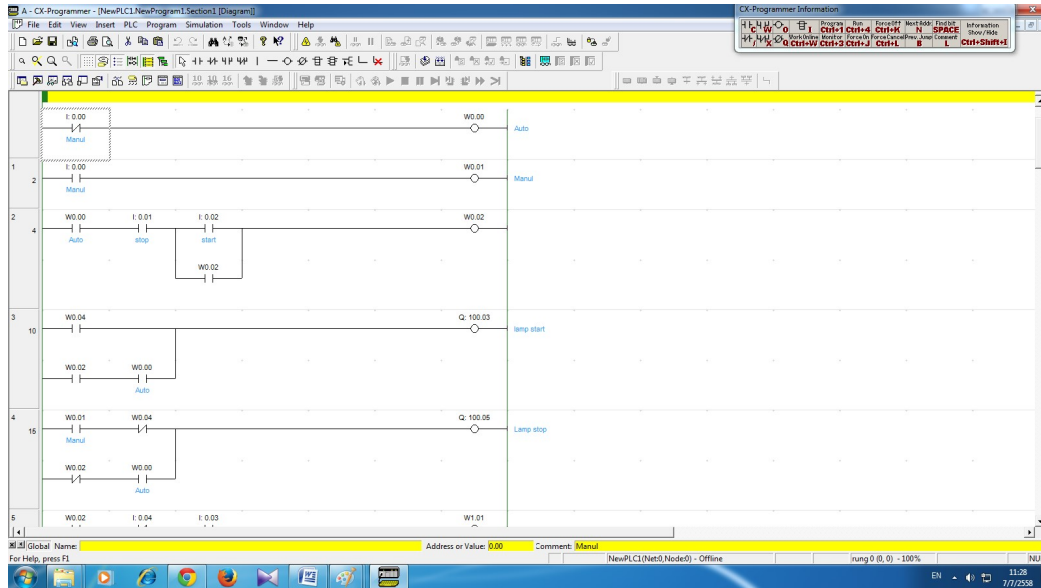 A - CX-Programmer - [NewPLC1.NewProgram1.Section1 [Diagram]]
File Edit View Insert PLC Program Simulation Tools Window Help
CX-Programmer Information
Program Run Force Off Next Addr Find bit Information
C W O I Ctrl+1 Ctrl+4 Ctrl+K N SPACE Show/Hide
Work Online Monitor Force On Force Cancel Prev. Jump Comment
/ X Q Ctrl+W Ctrl+3 Ctrl+J Ctrl+L B L Ctrl+Shift+I
10 16
I: 0.00 W0.00
Manul Auto
1
2
I: 0.00 W0.01
Manul Manul
2
4
W0.00 I: 0.01 I: 0.02 W0.02
Auto stop start
W0.02
3
10
W0.04 Q: 100.03
lamp start
W0.02 W0.00
Auto
4
15
W0.01 W0.04 Q: 100.05
Manul Lamp stop
W0.02 W0.00
Auto
5
W0.02 I: 0.04 I: 0.03 W1.01
Global Name: Address or Value: 0.00 Comment: Manul
For Help, press F1 NewPLC1(Net:0,Node:0) - Offline rung 0 (0, 0) - 100% NU
EN 11:28
7/7/2558